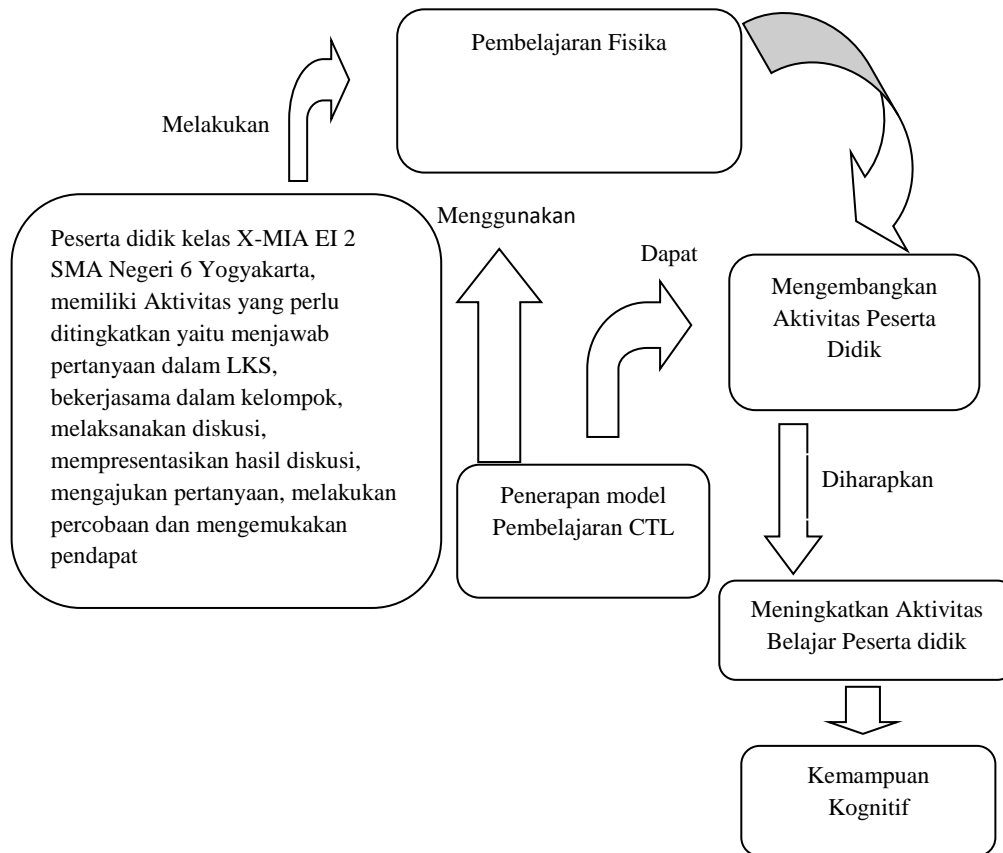 Pembelajaran Fisika
Melakukan
Peserta didik kelas X-MIA EI 2
SMA Negeri 6 Yogyakarta,
memiliki Aktivitas yang perlu
ditingkatkan yaitu menjawab
pertanyaan dalam LKS,
bekerjasama dalam kelompok,
melaksanakan diskusi,
mempresentasikan hasil diskusi,
mengajukan pertanyaan, melakukan
percobaan dan mengemukakan
pendapat
Menggunakan
Dapat
Mengembangkan
Aktivitas Peserta
Didik
Penerapan model
Pembelajaran CTL
Diharapkan
Meningkatkan Aktivitas
Belajar Peserta didik
Kemampuan
Kognitif